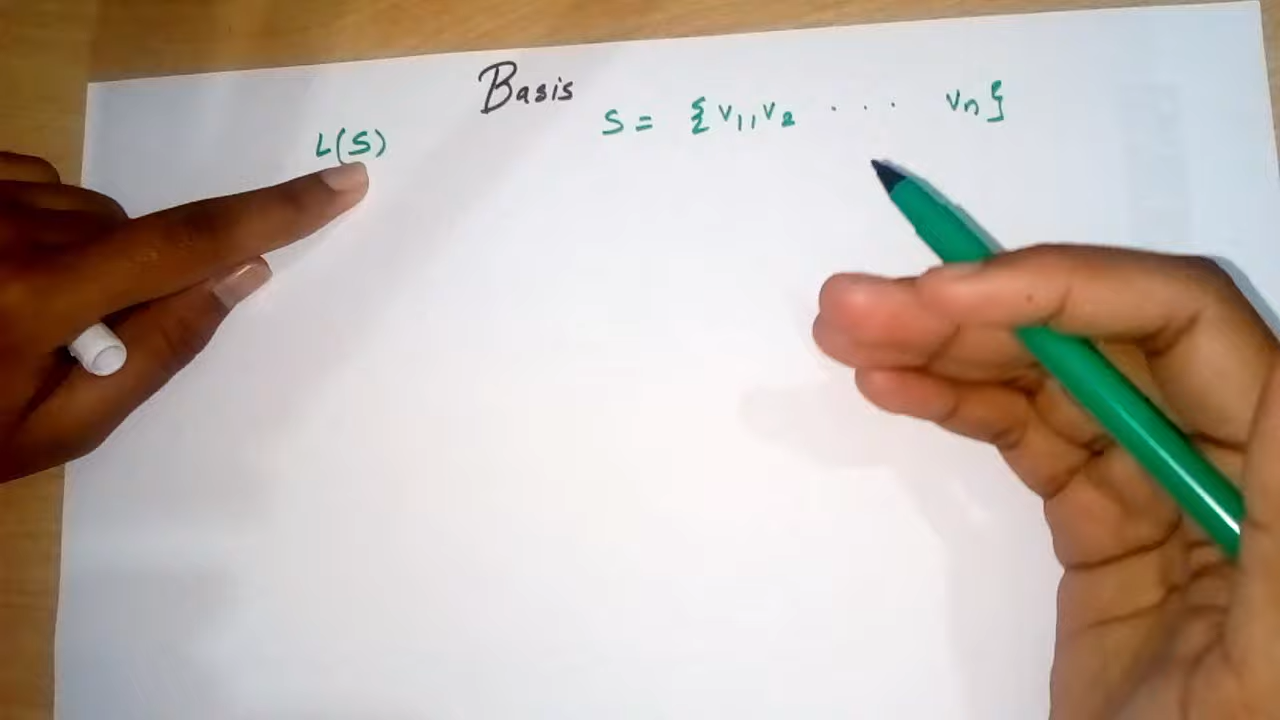 Basis
L(S) S = {v1,v2 . . . vn}